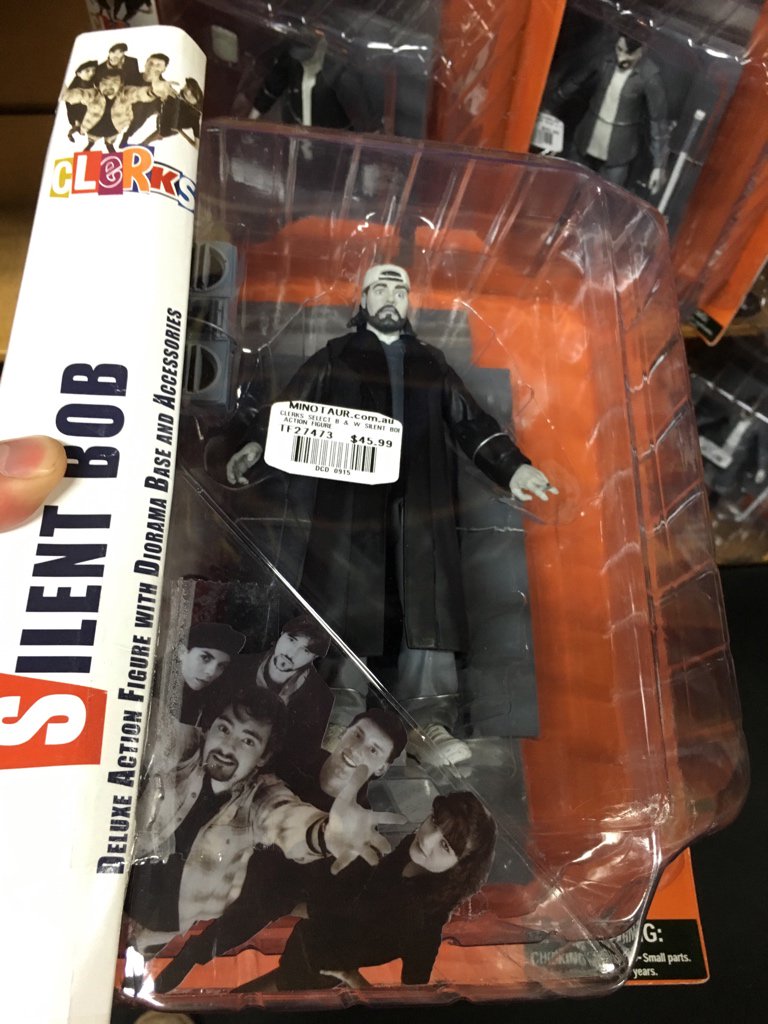 CLERKS
SILENT BOB
DELUXE ACTION FIGURE WITH DIORAMA BASE AND ACCESSORIES
MINOTAUR.com.au
CLERKS SELECT B & W SILENT BOB
ACTION FIGURE
TF27473 $45.99
DCD 0915
G:
CHOKING - Small parts.
years.